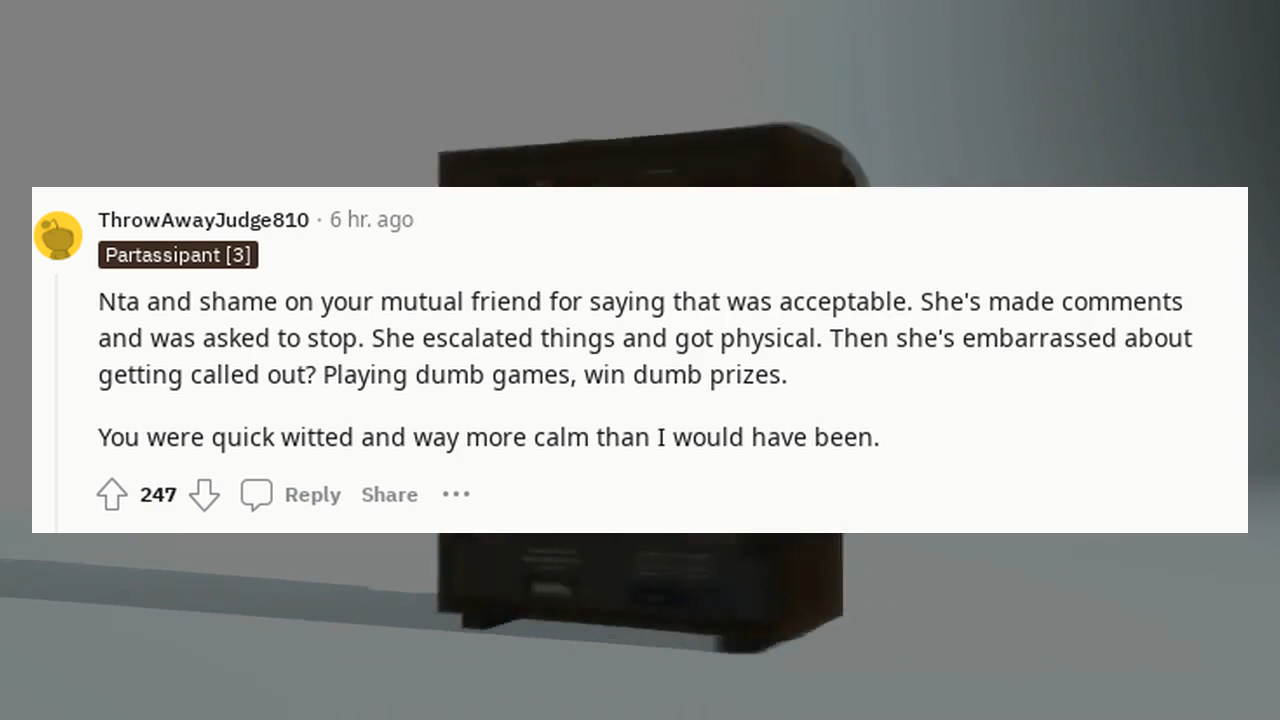 ThrowAwayJudge810 · 6 hr. ago
Partassipant [3]
Nta and shame on your mutual friend for saying that was acceptable. She's made comments
and was asked to stop. She escalated things and got physical. Then she's embarrassed about
getting called out? Playing dumb games, win dumb prizes.
You were quick witted and way more calm than I would have been.
247 Reply Share ···